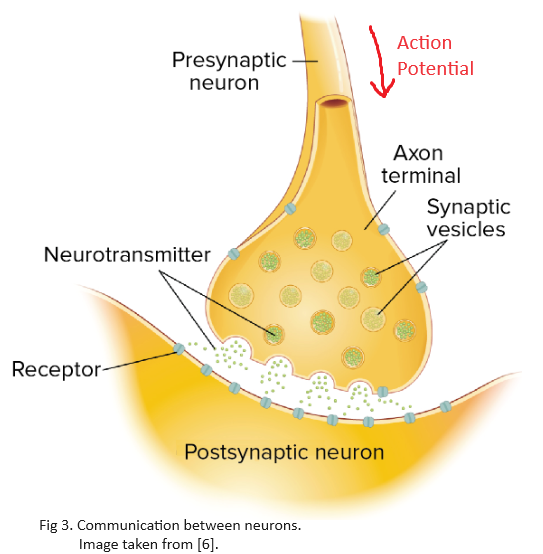 Presynaptic
neuron
Action
Potential
Axon
terminal
Synaptic
vesicles
Neurotransmitter
Receptor
Postsynaptic neuron
Fig 3. Communication between neurons.
Image taken from [6].